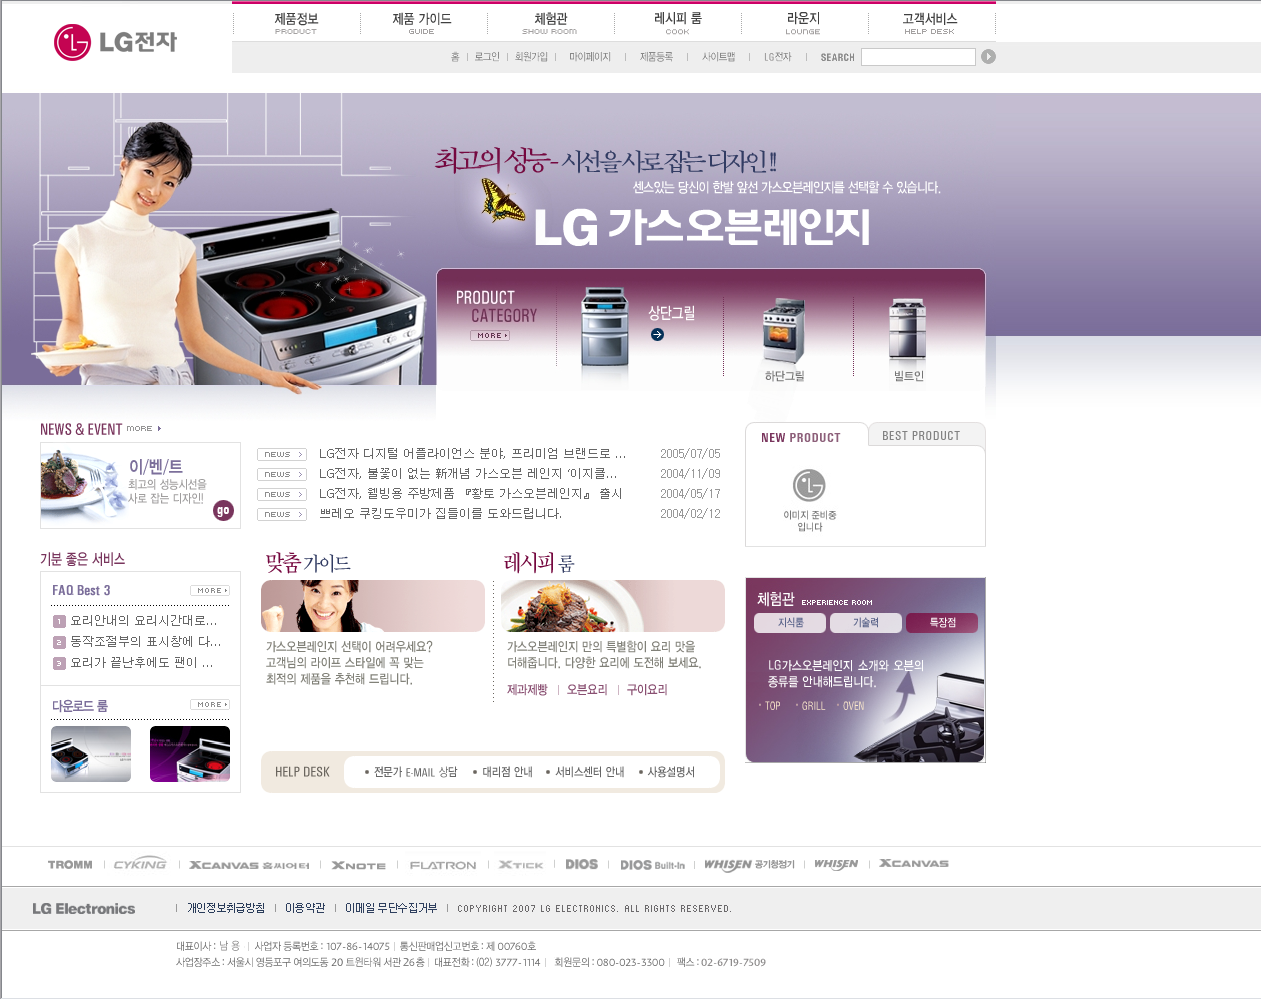 LG전자
제품정보 제품 가이드 체험관 레시피 룸 라운지 고객서비스
PRODUCT GUIDE SHOW ROOM COOK LOUNGE HELP DESK
홈 로그인 회원가입 마이페이지 제품등록 사이트맵 LG전자 SEARCH
최고의 성능- 시선을 사로 잡는 디자인!!
센스있는 당신이 한발 앞선 가스오븐레인지를 선택할 수 있습니다.
LG 가스오븐레인지
PRODUCT
CATEGORY
MORE
상단그릴
하단그릴
빌트인
NEWS & EVENT MORE
이/벤/트
최고의 성능시선을
사로 잡는 디자인!
go
NEWS LG전자 디지털 어플라이언스 분야, 프리미엄 브랜드로 ... 2005/07/05
NEWS LG전자, 불꽃이 없는 新개념 가스오븐 레인지 ‘이지클... 2004/11/09
NEWS LG전자, 웰빙용 주방제품 『황토 가스오븐레인지』 출시 2004/05/17
NEWS 쁘레오 쿠킹도우미가 집들이를 도와드립니다. 2004/02/12
NEW PRODUCT BEST PRODUCT
이미지 준비중
입니다
기분 좋은 서비스
FAQ Best 3 MORE
1 요리안내의 요리시간대로...
2 동작조절부의 표시창에 다...
3 요리가 끝난후에도 팬이 ...
다운로드 룸 MORE
맞춤 가이드
가스오븐레인지 선택이 어려우세요?
고객님의 라이프 스타일에 꼭 맞는
최적의 제품을 추천해 드립니다.
레시피 룸
가스오븐레인지 만의 특별함이 요리 맛을
더해줍니다. 다양한 요리에 도전해 보세요.
제과제빵 오븐요리 구이요리
체험관 EXPERIENCE ROOM
지식룸 기술력 특장점
LG가스오븐레인지 소개와 오븐의
종류를 안내해드립니다.
TOP GRILL OVEN
HELP DESK 전문가 E-MAIL 상담 대리점 안내 서비스센터 안내 사용설명서
TROMM CYKING XCANVAS 홈씨어터 XNOTE FLATRON XTICK DIOS DIOS Built-In WHISEN 공기청정기 WHISEN XCANVAS
LG Electronics 개인정보취급방침 이용약관 이메일 무단수집거부 COPYRIGHT 2007 LG ELECTRONICS. ALL RIGHTS RESERVED.
대표이사 : 남 용 사업자 등록번호 : 107-86-14075 통신판매업신고번호 : 제 00760호
사업장주소 : 서울시 영등포구 여의도동 20 트윈타워 서관 26층 대표전화 : (02) 3777-1114 회원문의 : 080-023-3300 팩스 : 02-6719-7509